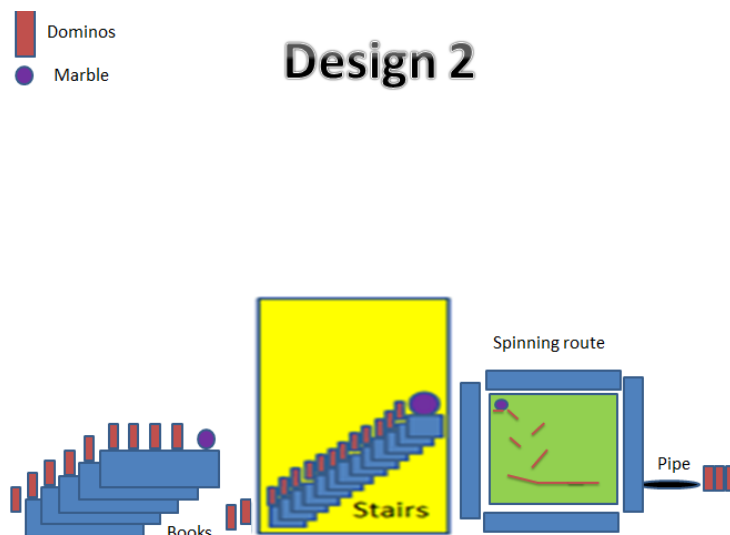 Dominos
Marble
Design 2
Spinning route
Pipe
Stairs
Books